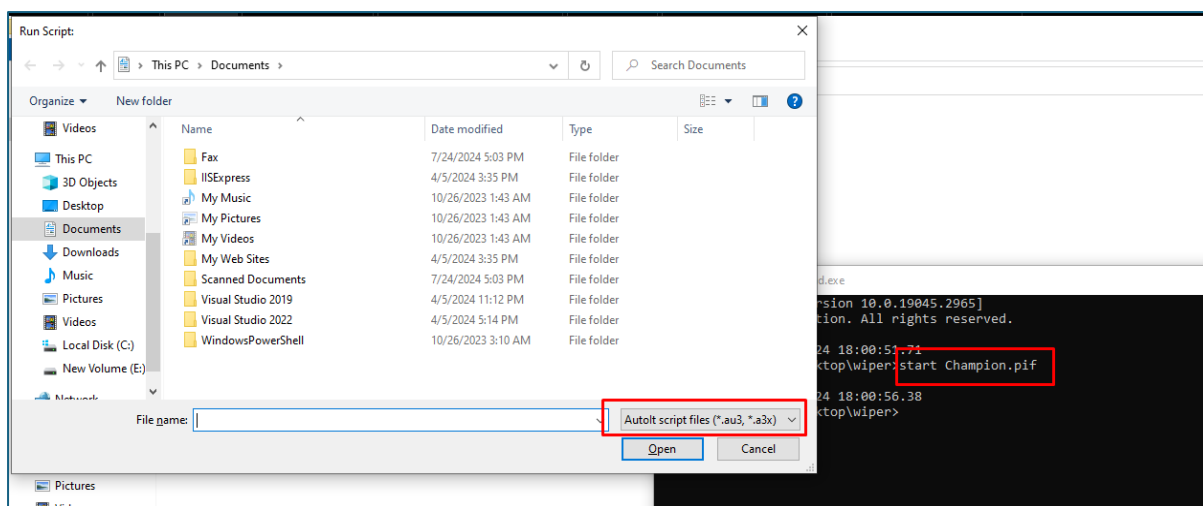 Run Script:
This PC > Documents >
Search Documents
Organize
New folder
Videos
This PC
3D Objects
Desktop
Documents
Downloads
Music
Pictures
Videos
Local Disk (C:)
New Volume (E:)
Network
Name Date modified Type Size
Fax 7/24/2024 5:03 PM File folder
IISExpress 4/5/2024 3:35 PM File folder
My Music 10/26/2023 1:43 AM File folder
My Pictures 10/26/2023 1:43 AM File folder
My Videos 10/26/2023 1:43 AM File folder
My Web Sites 4/5/2024 3:35 PM File folder
Scanned Documents 7/24/2024 5:03 PM File folder
Visual Studio 2019 4/5/2024 11:12 PM File folder
Visual Studio 2022 4/5/2024 5:14 PM File folder
WindowsPowerShell 10/26/2023 3:10 AM File folder
File name:
AutoIt script files (*.au3, *.a3x)
Open
Cancel
Pictures
d.exe
rsion 10.0.19045.2965]
tion. All rights reserved.
24 18:00:51.71
ktop\wiper>start Champion.pif
24 18:00:56.38
ktop\wiper>